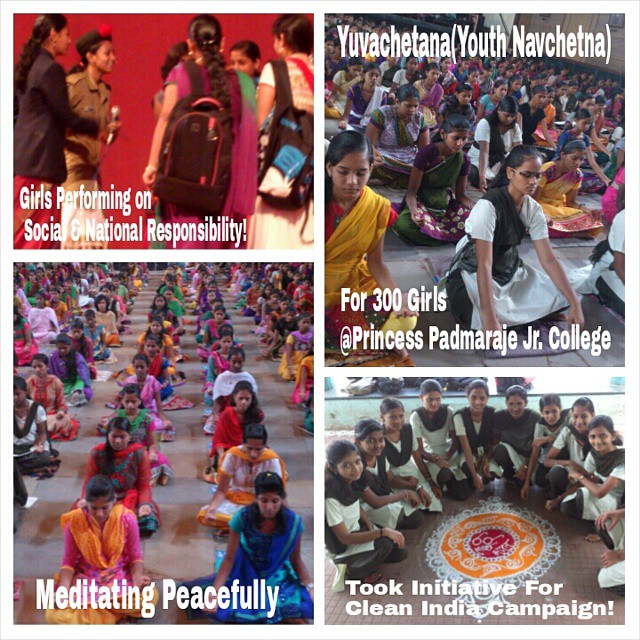 Girls Performing on
Social & National Responsibility!
Yuvachetana(Youth Navchetna)
For 300 Girls
@Princess Padmaraje Jr. College
Meditating Peacefully
Took Initiative For
Clean India Campaign!